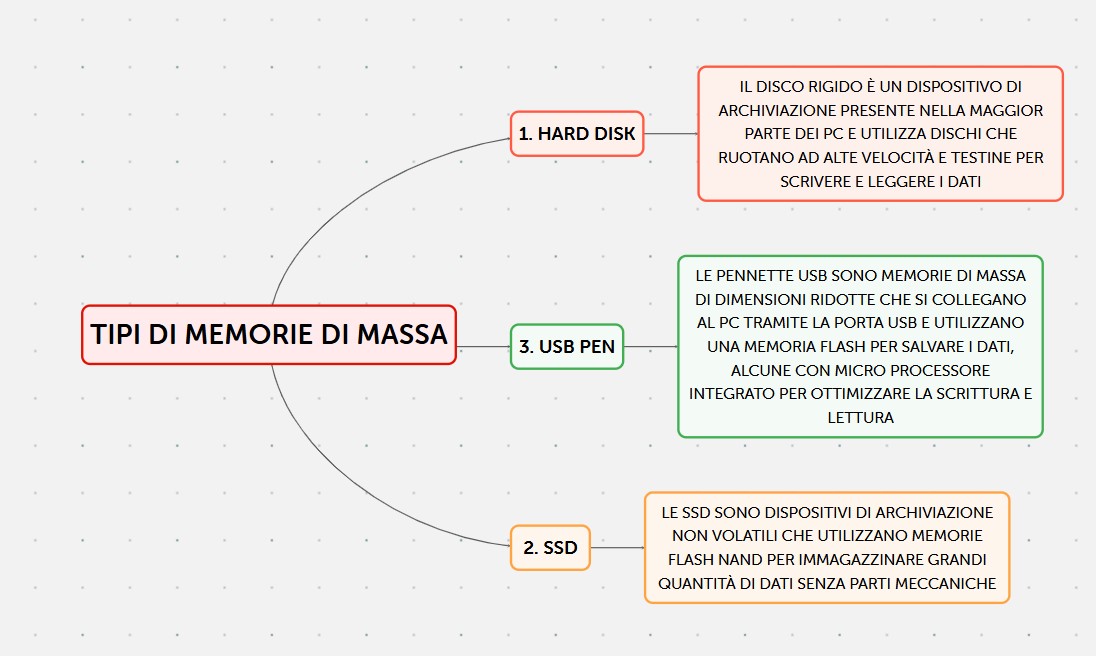 1. HARD DISK
IL DISCO RIGIDO È UN DISPOSITIVO DI
ARCHIVIAZIONE PRESENTE NELLA MAGGIOR
PARTE DEI PC E UTILIZZA DISCHI CHE
RUOTANO AD ALTE VELOCITÀ E TESTINE PER
SCRIVERE E LEGGERE I DATI
TIPI DI MEMORIE DI MASSA
3. USB PEN
LE PENNETTE USB SONO MEMORIE DI MASSA
DI DIMENSIONI RIDOTTE CHE SI COLLEGANO
AL PC TRAMITE LA PORTA USB E UTILIZZANO
UNA MEMORIA FLASH PER SALVARE I DATI,
ALCUNE CON MICRO PROCESSORE
INTEGRATO PER OTTIMIZZARE LA SCRITTURA E
LETTURA
2. SSD
LE SSD SONO DISPOSITIVI DI ARCHIVIAZIONE
NON VOLATILI CHE UTILIZZANO MEMORIE
FLASH NAND PER IMMAGAZZINARE GRANDI
QUANTITÀ DI DATI SENZA PARTI MECCANICHE